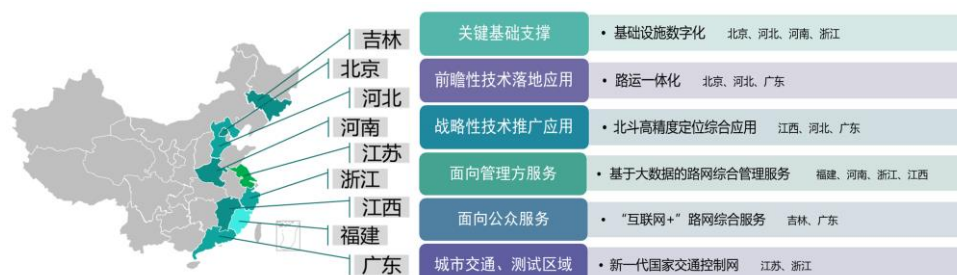 吉林
北京
河北
河南
江苏
浙江
江西
福建
广东
关键基础支撑
• 基础设施数字化 北京、河北、河南、浙江
前瞻性技术落地应用
• 路运一体化 北京、河北、广东
战略性技术推广应用
• 北斗高精度定位综合应用 江西、河北、广东
面向管理方服务
• 基于大数据的路网综合管理服务 福建、河南、浙江、江西
面向公众服务
• “互联网+”路网综合服务 吉林、广东
城市交通、测试区域
• 新一代国家交通控制网 江苏、浙江